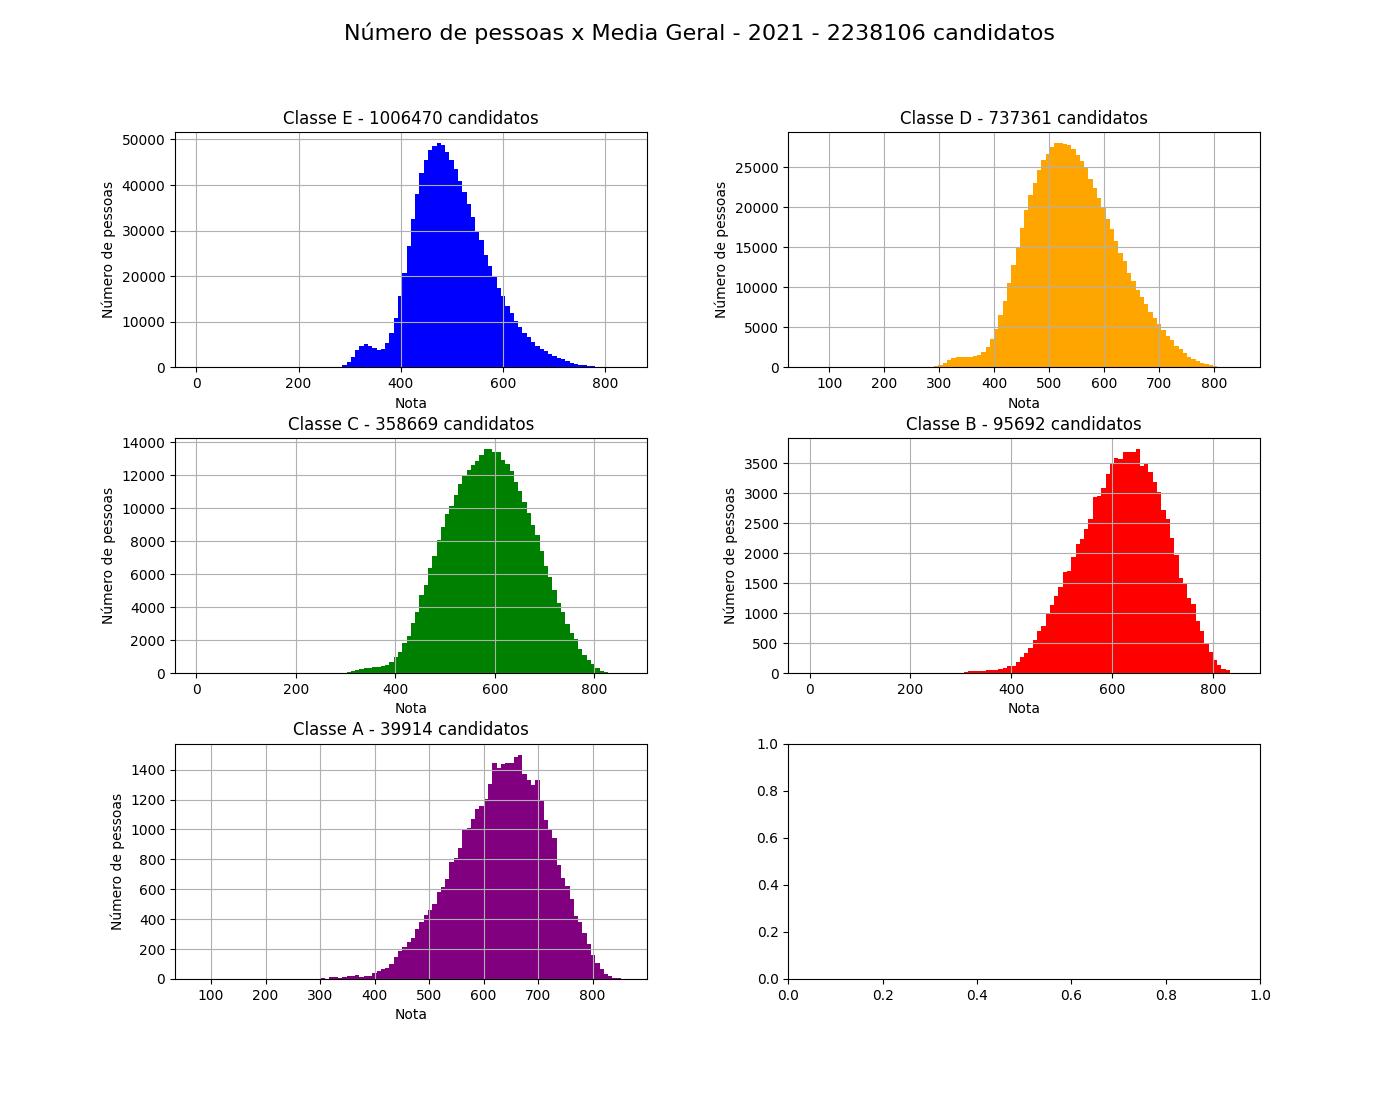 Número de pessoas x Media Geral - 2021 - 2238106 candidatos
Classe E - 1006470 candidatos
50000
40000
30000
20000
10000
0
Número de pessoas
0 200 400 600 800
Nota
Classe D - 737361 candidatos
25000
20000
15000
10000
5000
0
Número de pessoas
100 200 300 400 500 600 700 800
Nota
Classe C - 358669 candidatos
14000
12000
10000
8000
6000
4000
2000
0
Número de pessoas
0 200 400 600 800
Nota
Classe B - 95692 candidatos
3500
3000
2500
2000
1500
1000
500
0
Número de pessoas
0 200 400 600 800
Nota
Classe A - 39914 candidatos
1400
1200
1000
800
600
400
200
0
Número de pessoas
100 200 300 400 500 600 700 800
Nota
1.0
0.8
0.6
0.4
0.2
0.0
0.0 0.2 0.4 0.6 0.8 1.0